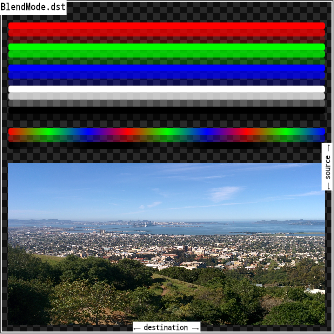 BlendMode.dst
← source →
← destination →